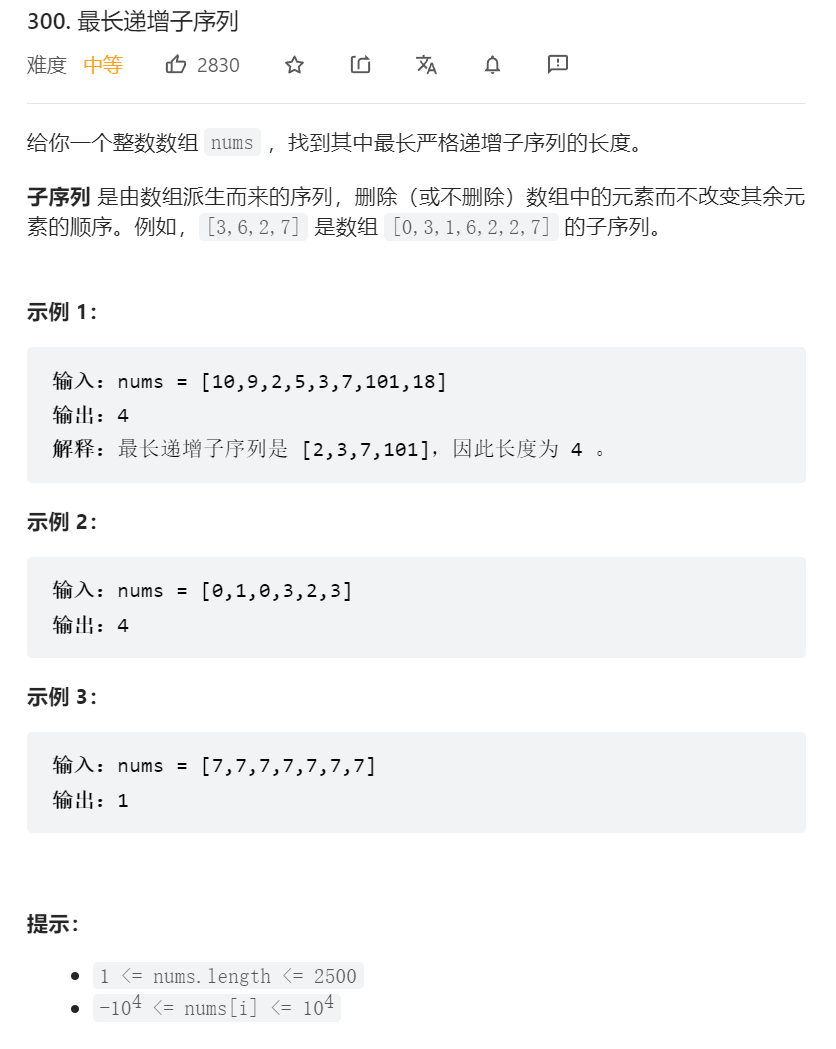 300. 最长递增子序列
难度 中等 2830
给你一个整数数组 nums ，找到其中最长严格递增子序列的长度。
子序列 是由数组派生而来的序列，删除（或不删除）数组中的元素而不改变其余元
素的顺序。例如，[3,6,2,7] 是数组 [0,3,1,6,2,2,7] 的子序列。
示例 1：
输入：nums = [10,9,2,5,3,7,101,18]
输出：4
解释：最长递增子序列是 [2,3,7,101]，因此长度为 4 。
示例 2：
输入：nums = [0,1,0,3,2,3]
输出：4
示例 3：
输入：nums = [7,7,7,7,7,7,7]
输出：1
提示：
• 1 <= nums.length <= 2500
• -10⁴ <= nums[i] <= 10⁴